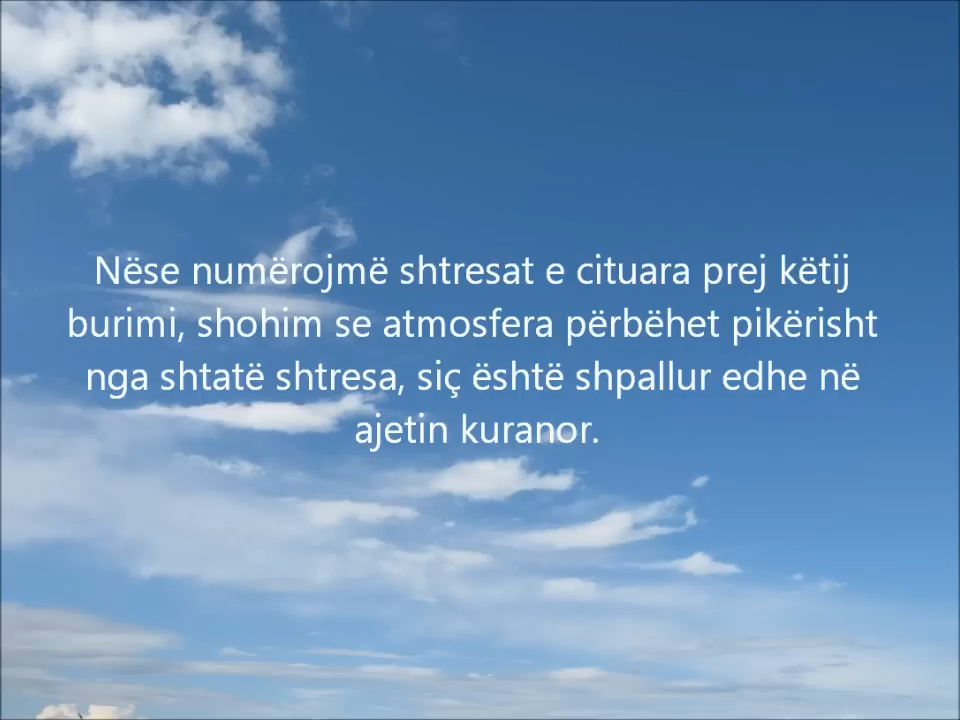 Nëse numërojmë shtresat e cituara prej këtij
burimi, shohim se atmosfera përbëhet pikërisht
nga shtatë shtresa, siç është shpallur edhe në
ajetin kuranor.